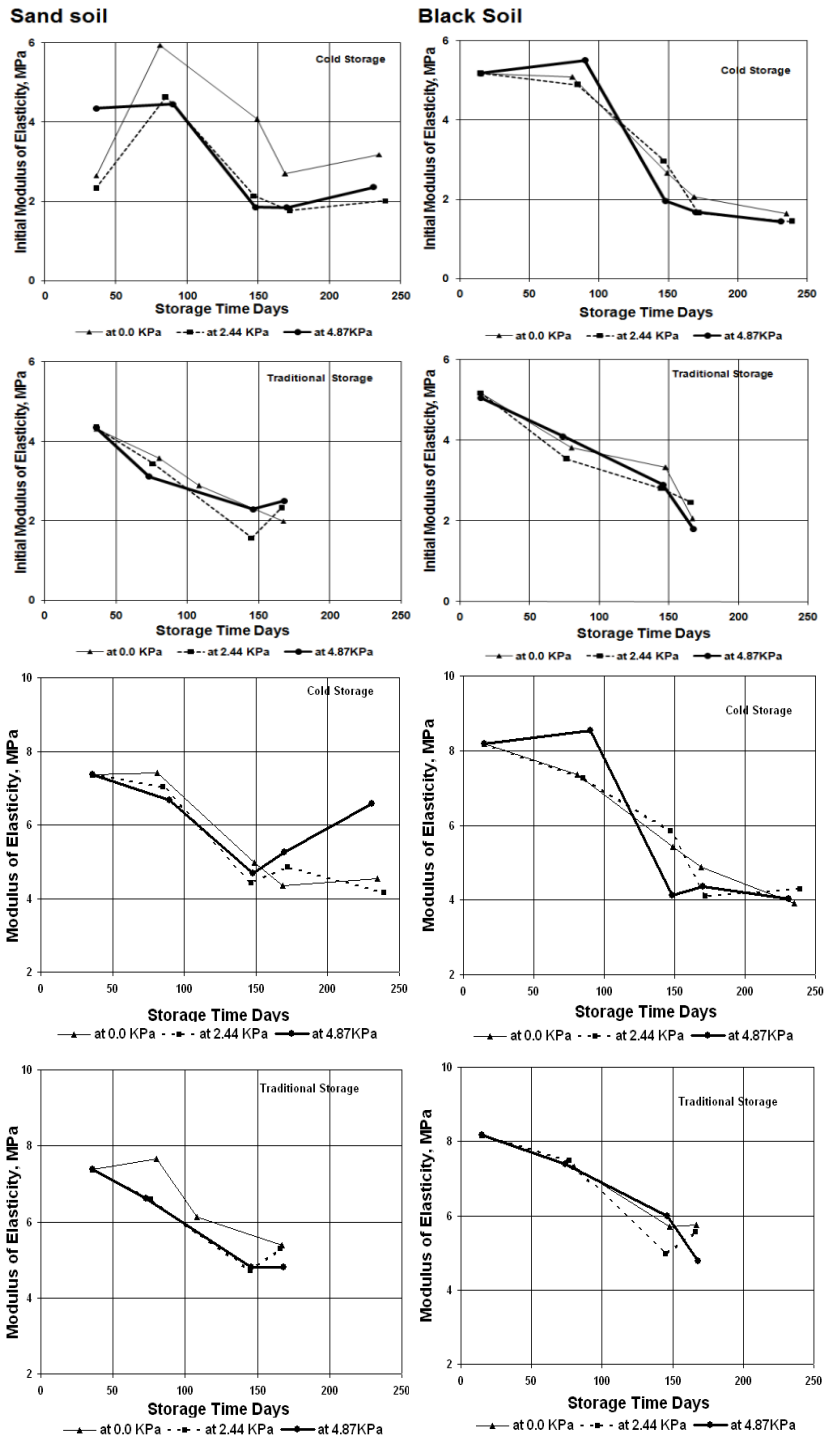 Sand soil
Black Soil
6
4
2
0
0 50 100 150 200 250
Initial Modulus of Elasticity, MPa
Cold Storage
Storage Time Days
at 0.0 KPa at 2.44 KPa at 4.87KPa
6
4
2
0
0 50 100 150 200 250
Initial Modulus of Elasticity, MPa
Cold Storage
Storage Time Days
at 0.0 KPa at 2.44 KPa at 4.87KPa
6
4
2
0
0 50 100 150 200 250
Initial Modulus of Elasticity, MPa
Traditional Storage
Storage Time Days
at 0.0 KPa at 2.44 KPa at 4.87KPa
6
4
2
0
0 50 100 150 200 250
Initial Modulus of Elasticity, MPa
Traditional Storage
Storage Time Days
at 0.0 KPa at 2.44 KPa at 4.87KPa
10
8
6
4
2
0 50 100 150 200 250
Modulus of Elasticity, MPa
Cold Storage
Storage Time Days
at 0.0 KPa at 2.44 KPa at 4.87KPa
10
8
6
4
2
0 50 100 150 200 250
Modulus of Elasticity, MPa
Cold Storage
Storage Time Days
at 0.0 KPa at 2.44 KPa at 4.87KPa
10
8
6
4
2
0 50 100 150 200 250
Modulus of Elasticity, MPa
Traditional Storage
Storage Time Days
at 0.0 KPa at 2.44 KPa at 4.87KPa
10
8
6
4
2
0 50 100 150 200 250
Modulus of Elasticity, MPa
Traditional Storage
Storage Time Days
at 0.0 KPa at 2.44 KPa at 4.87KPa